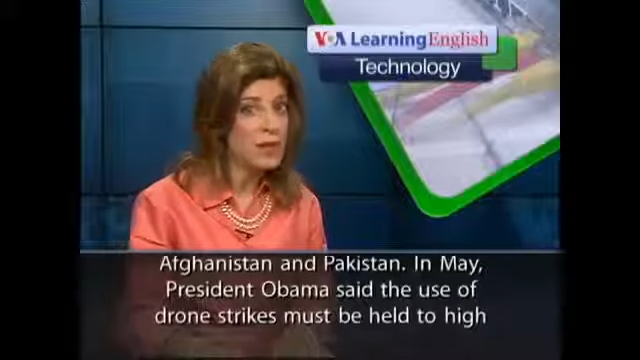 VOA Learning English
Technology
Afghanistan and Pakistan. In May,
President Obama said the use of
drone strikes must be held to high